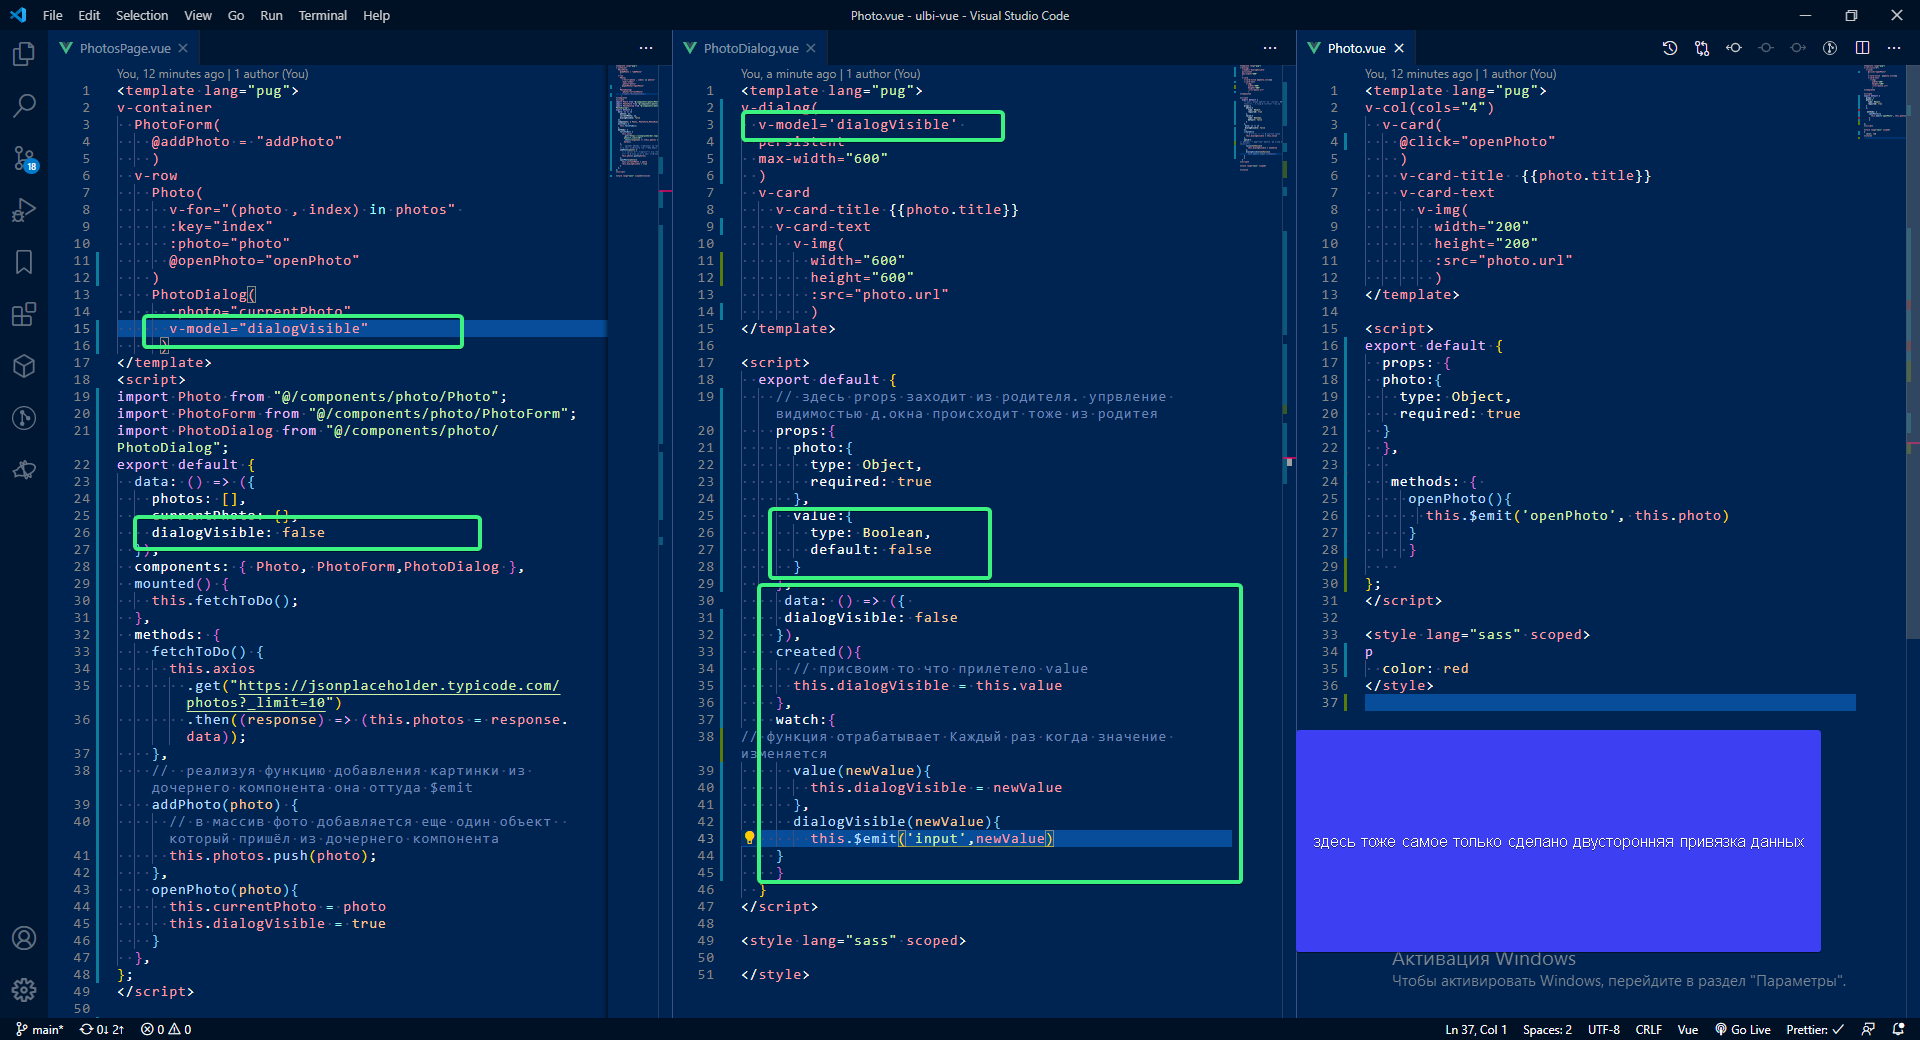 File Edit Selection View Go Run Terminal Help
Photo.vue - ulbi-vue - Visual Studio Code
PhotosPage.vue
You, 12 minutes ago | 1 author (You)
1 <template lang="pug">
2 v-container
3 PhotoForm(
4 @addPhoto = "addPhoto"
5 )
6 v-row
7 Photo(
8 v-for="(photo , index) in photos"
9 :key="index"
10 :photo="photo"
11 @openPhoto="openPhoto"
12 )
13 PhotoDialog(
14 :photo="currentPhoto"
15 v-model="dialogVisible"
16 )
17 </template>
18 <script>
19 import Photo from "@/components/photo/Photo";
20 import PhotoForm from "@/components/photo/PhotoForm";
21 import PhotoDialog from "@/components/photo/
PhotoDialog";
22 export default {
23 data: () => ({
24 photos: [],
25 currentPhoto: {},
26 dialogVisible: false
27 }),
28 components: { Photo, PhotoForm,PhotoDialog },
29 mounted() {
30 this.fetchToDo();
31 },
32 methods: {
33 fetchToDo() {
34 this.axios
35 .get("https://jsonplaceholder.typicode.com/
photos?_limit=10")
36 .then((response) => (this.photos = response.
data));
37 },
38 // реализуя функцию добавления картинки из
дочернего компонента она оттуда $emit
39 addPhoto(photo) {
40 // в массив фото добавляется еще один объект
который пришёл из дочернего компонента
41 this.photos.push(photo);
42 },
43 openPhoto(photo){
44 this.currentPhoto = photo
45 this.dialogVisible = true
46 }
47 },
48 };
49 </script>
50
PhotoDialog.vue
You, a minute ago | 1 author (You)
1 <template lang="pug">
2 v-dialog(
3 v-model='dialogVisible'
4 persistent
5 max-width="600"
6 )
7 v-card
8 v-card-title {{photo.title}}
9 v-card-text
10 v-img(
11 width="600"
12 height="600"
13 :src="photo.url"
14 )
15 </template>
16
17 <script>
18 export default {
19 // здесь props заходит из родителя. упрвление
видимостью д.окна происходит тоже из родитея
20 props:{
21 photo:{
22 type: Object,
23 required: true
24 },
25 value:{
26 type: Boolean,
27 default: false
28 }
29 },
30 data: () => ({
31 dialogVisible: false
32 }),
33 created(){
34 // присвоим то что прилетело value
35 this.dialogVisible = this.value
36 },
37 watch:{
38 // функция отрабатывает Каждый раз когда значение
изменяется
39 value(newValue){
40 this.dialogVisible = newValue
41 },
42 dialogVisible(newValue){
43 this.$emit('input',newValue)
44 }
45 }
46 }
47 </script>
48
49 <style lang="sass" scoped>
50
51 </style>
Photo.vue
You, 12 minutes ago | 1 author (You)
1 <template lang="pug">
2 v-col(cols="4")
3 v-card(
4 @click="openPhoto"
5 )
6 v-card-title {{photo.title}}
7 v-card-text
8 v-img(
9 width="200"
10 height="200"
11 :src="photo.url"
12 )
13 </template>
14
15 <script>
16 export default {
17 props: {
18 photo:{
19 type: Object,
20 required: true
21 }
22 },
23
24 methods: {
25 openPhoto(){
26 this.$emit('openPhoto', this.photo)
27 }
28 }
29
30 };
31 </script>
32
33 <style lang="sass" scoped>
34 p
35 color: red
36 </style>
37
здесь тоже самое только сделано двусторонняя привязка данных
Активация Windows
Чтобы активировать Windows, перейдите в раздел "Параметры".
18
main* 0↓ 2↑ 0 0
Ln 37, Col 1 Spaces: 2 UTF-8 CRLF Vue Go Live Prettier: ✓